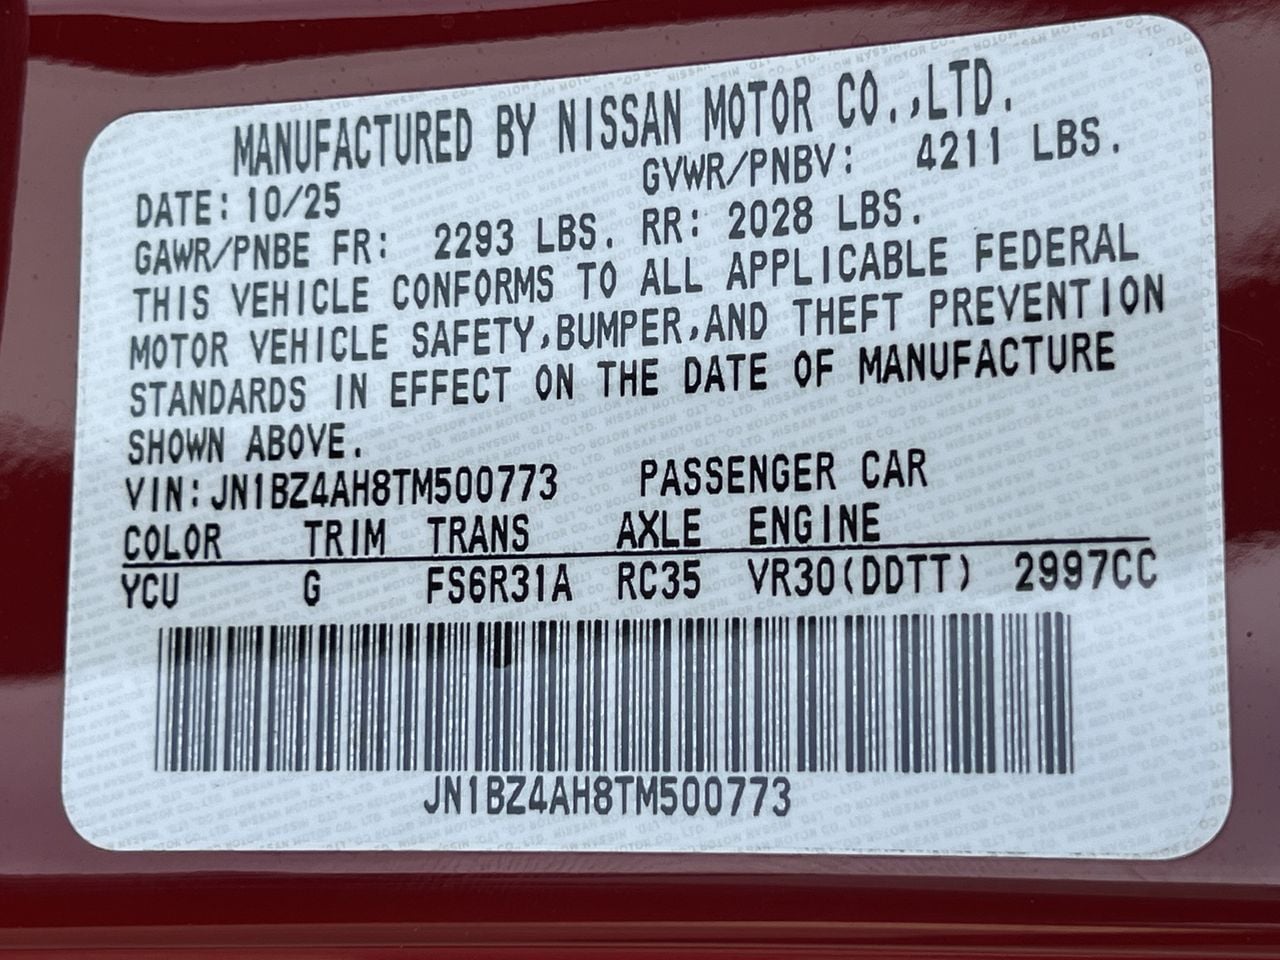 MANUFACTURED BY NISSAN MOTOR CO.,LTD.
DATE: 10/25 GVWR/PNBV: 4211 LBS.
GAWR/PNBE FR: 2293 LBS. RR: 2028 LBS.
THIS VEHICLE CONFORMS TO ALL APPLICABLE FEDERAL
MOTOR VEHICLE SAFETY,BUMPER,AND THEFT PREVENTION
STANDARDS IN EFFECT ON THE DATE OF MANUFACTURE
SHOWN ABOVE.
VIN:JN1BZ4AH8TM500773 PASSENGER CAR
COLOR TRIM TRANS AXLE ENGINE
YCU G FS6R31A RC35 VR30(DDTT) 2997CC
JN1BZ4AH8TM500773